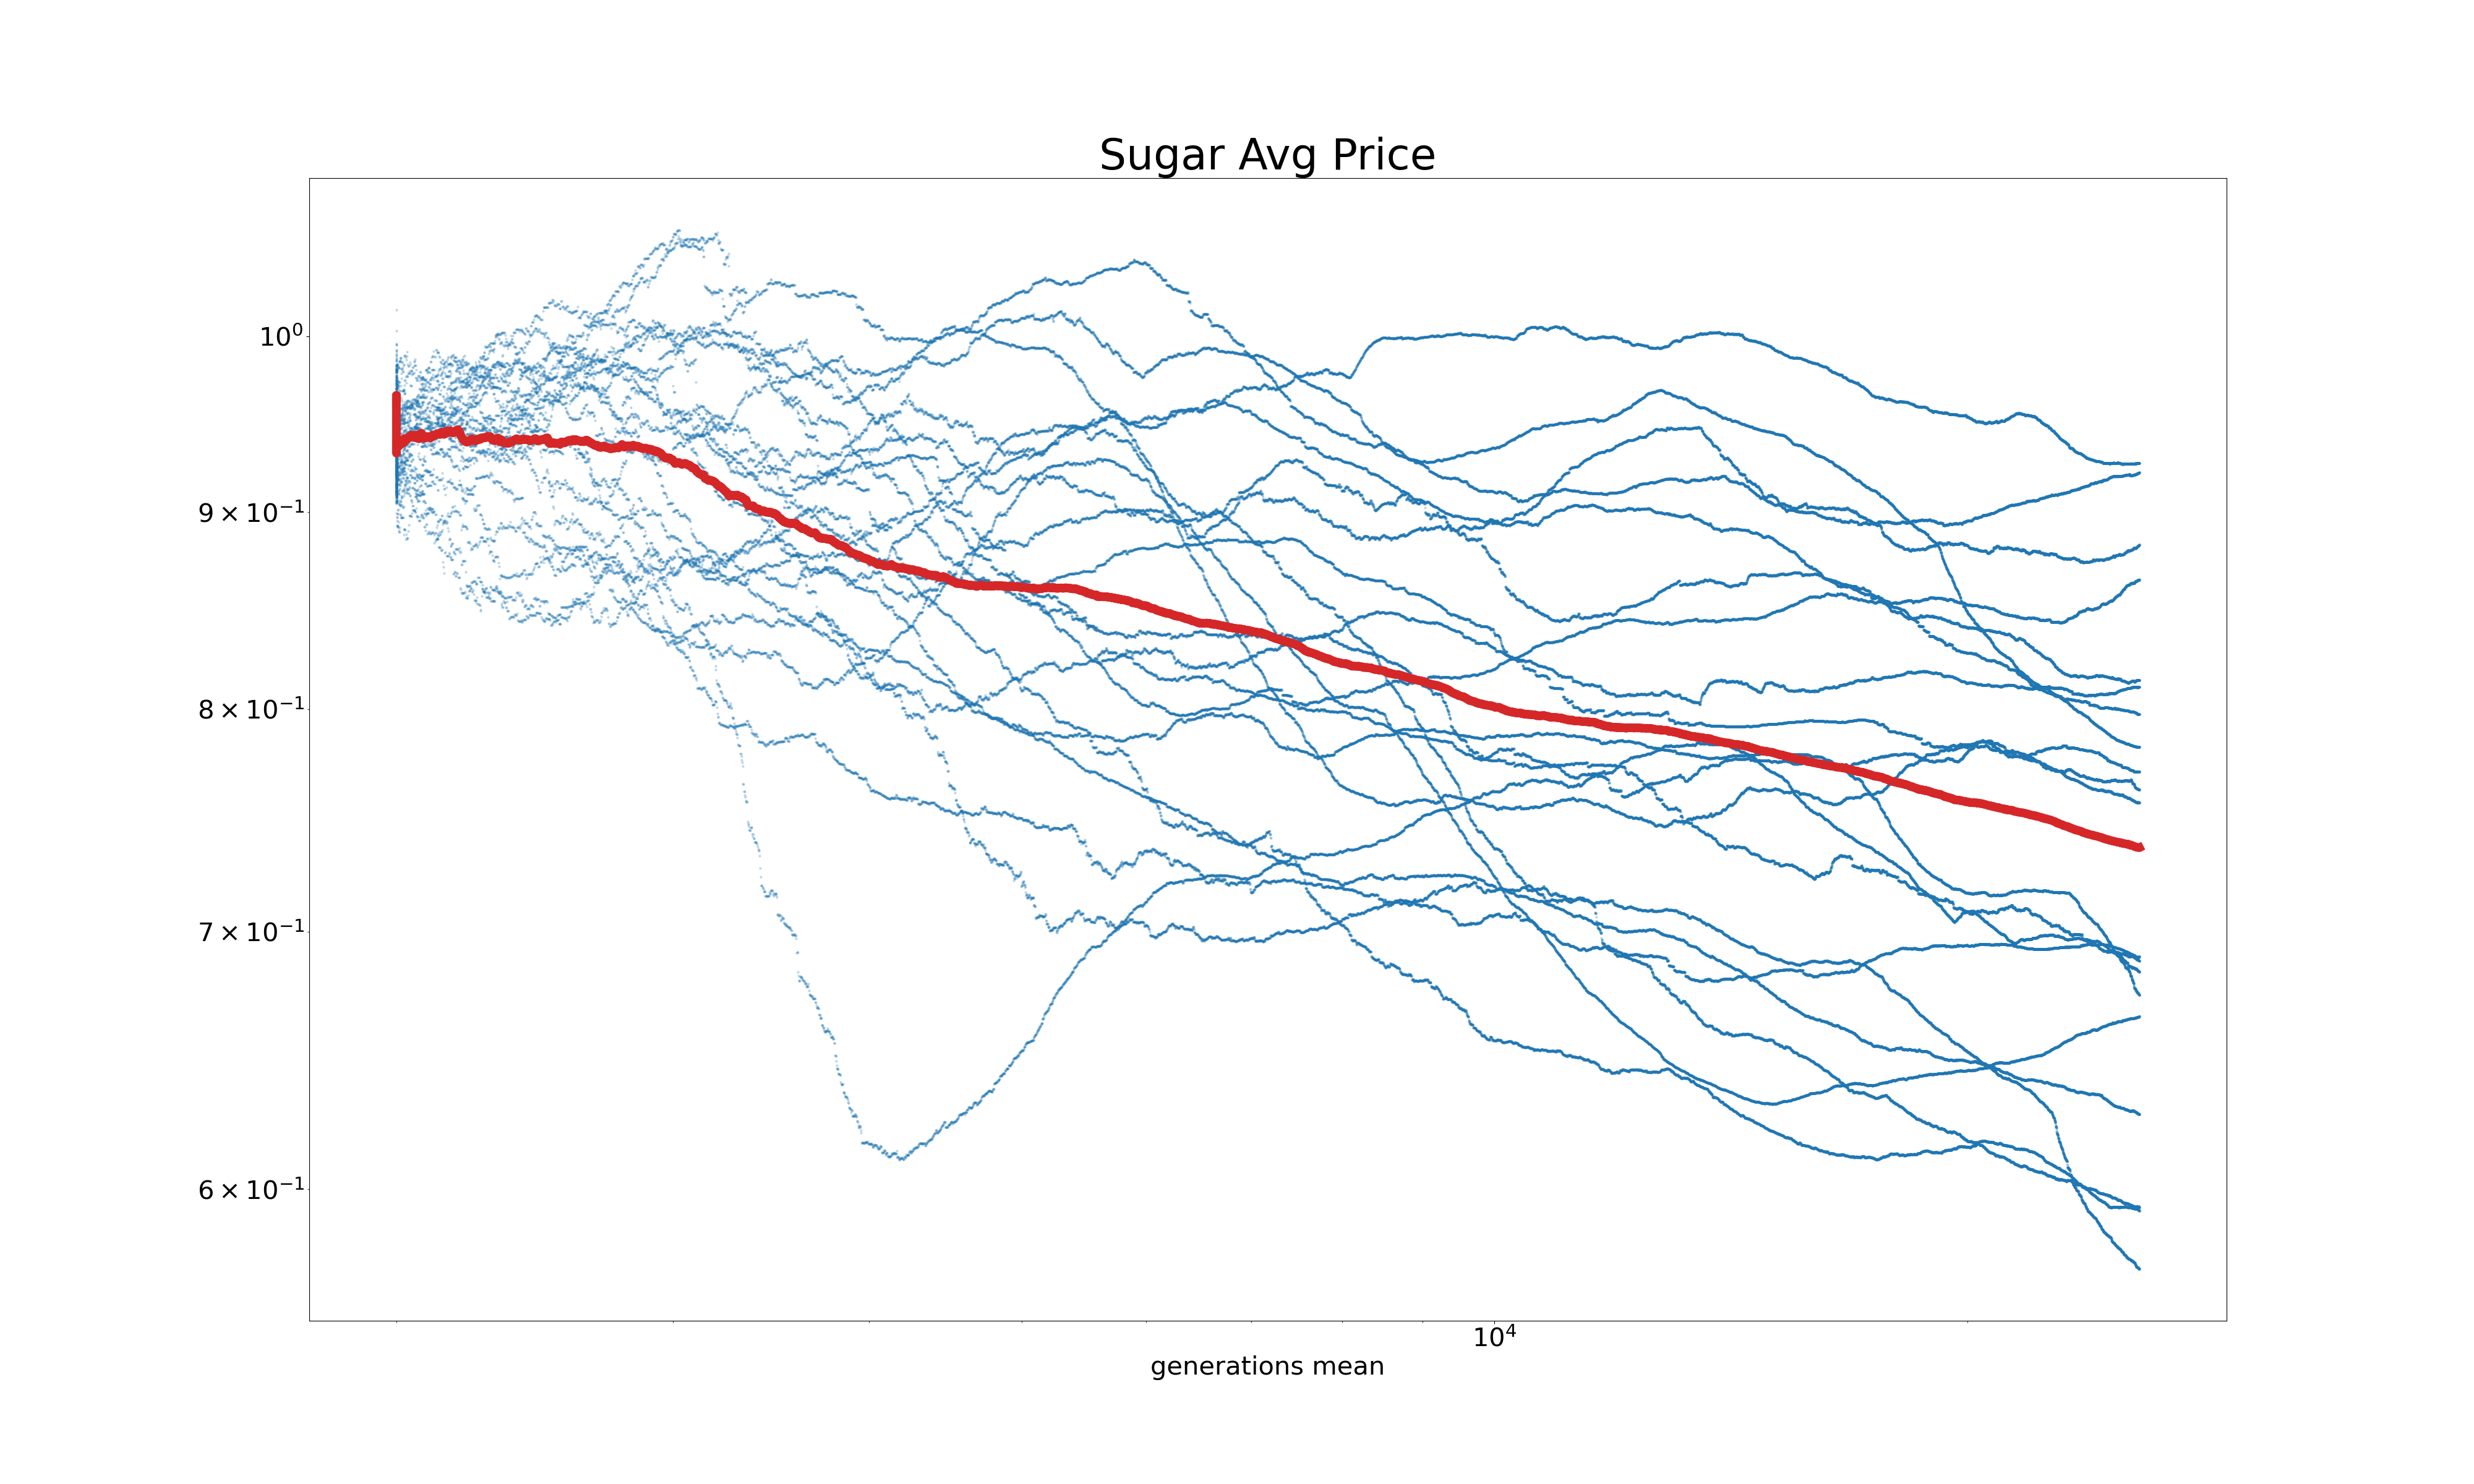 Sugar Avg Price
10⁰
9 × 10⁻¹
8 × 10⁻¹
7 × 10⁻¹
6 × 10⁻¹
10⁴
generations mean